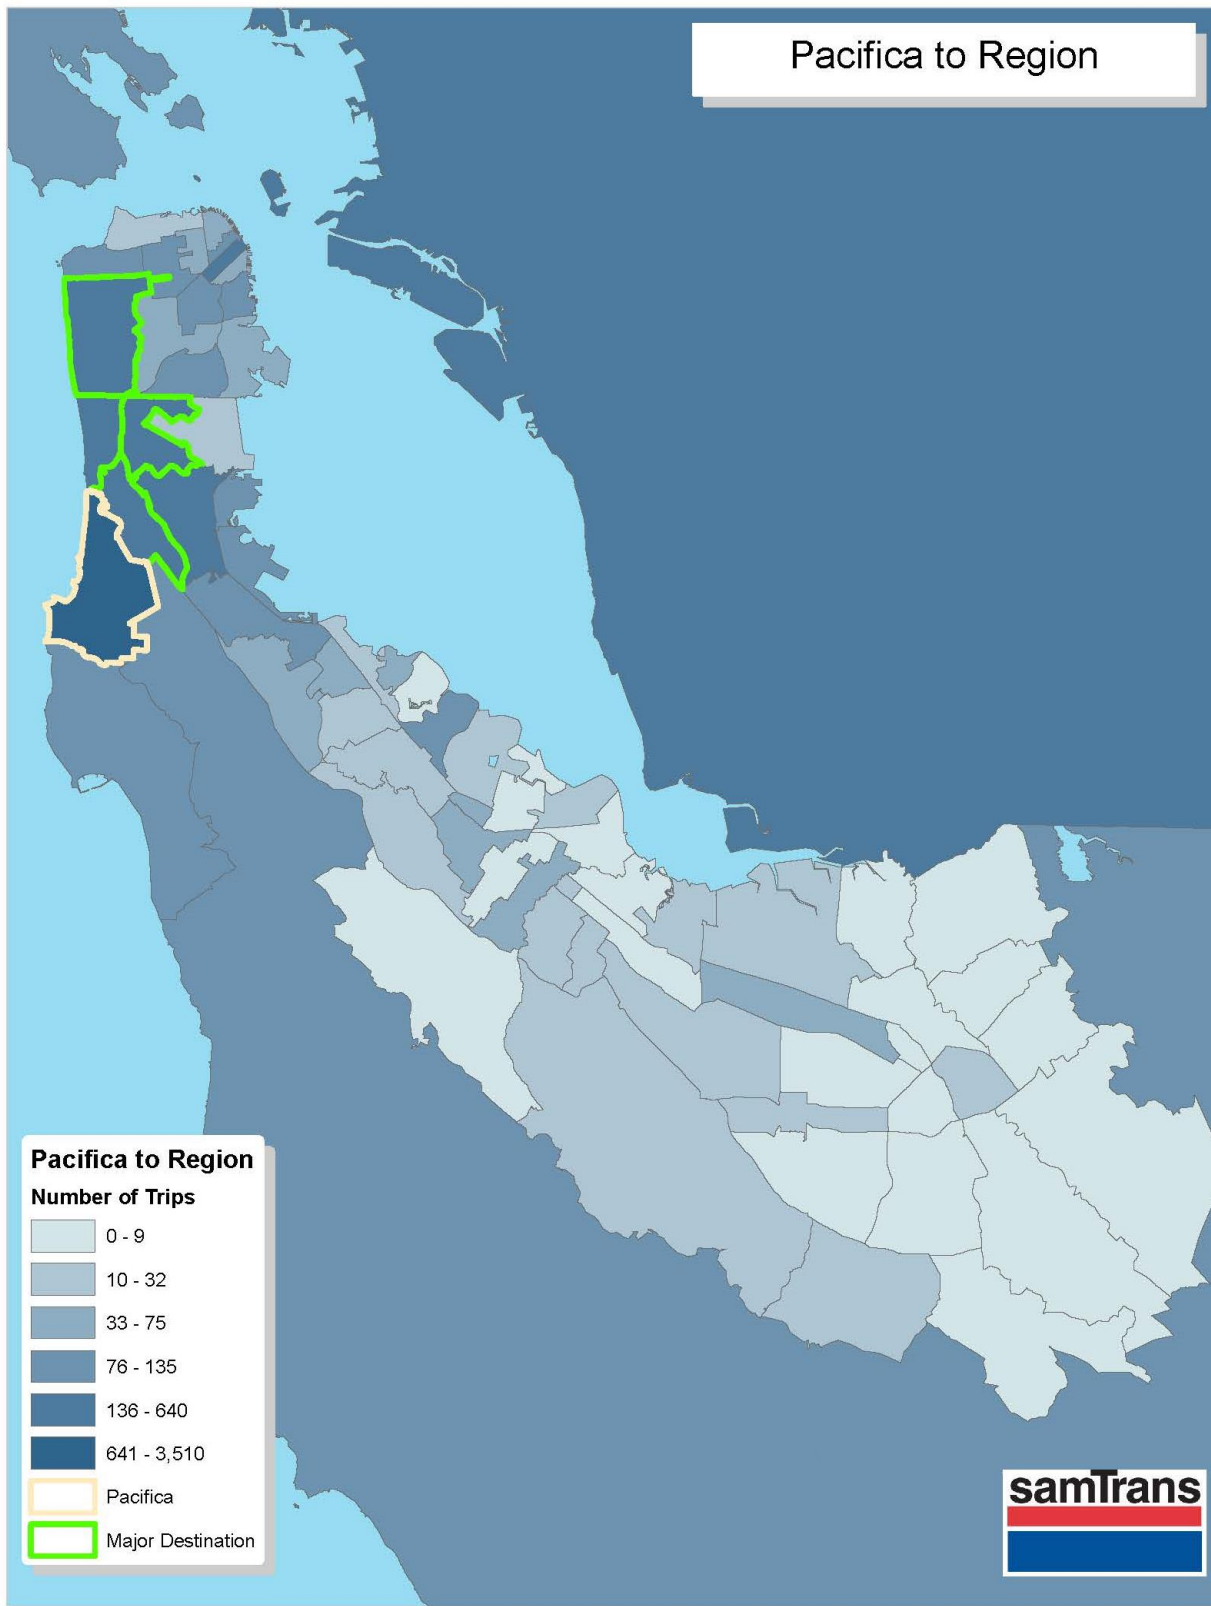 Pacifica to Region
Pacifica to Region
Number of Trips
0 - 9
10 - 32
33 - 75
76 - 135
136 - 640
641 - 3,510
Pacifica
Major Destination
samTrans